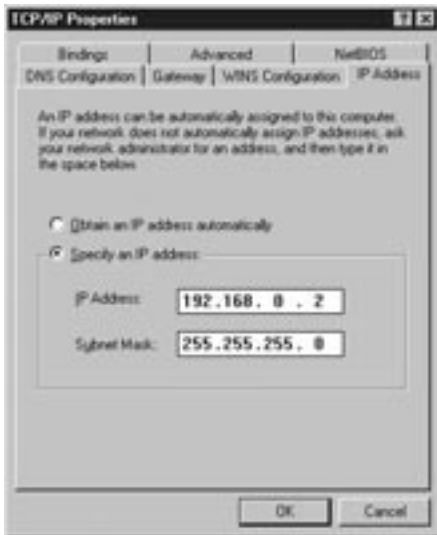 TCP/IP Properties
Bindings Advanced NetBIOS
DNS Configuration Gateway WINS Configuration IP Address
An IP address can be automatically assigned to this computer.
If your network does not automatically assign IP addresses, ask
your network administrator for an address, and then type it in
the space below.
Obtain an IP address automatically
Specify an IP address:
IP Address: 192.168. 0 . 2
Subnet Mask: 255.255.255. 0
OK Cancel